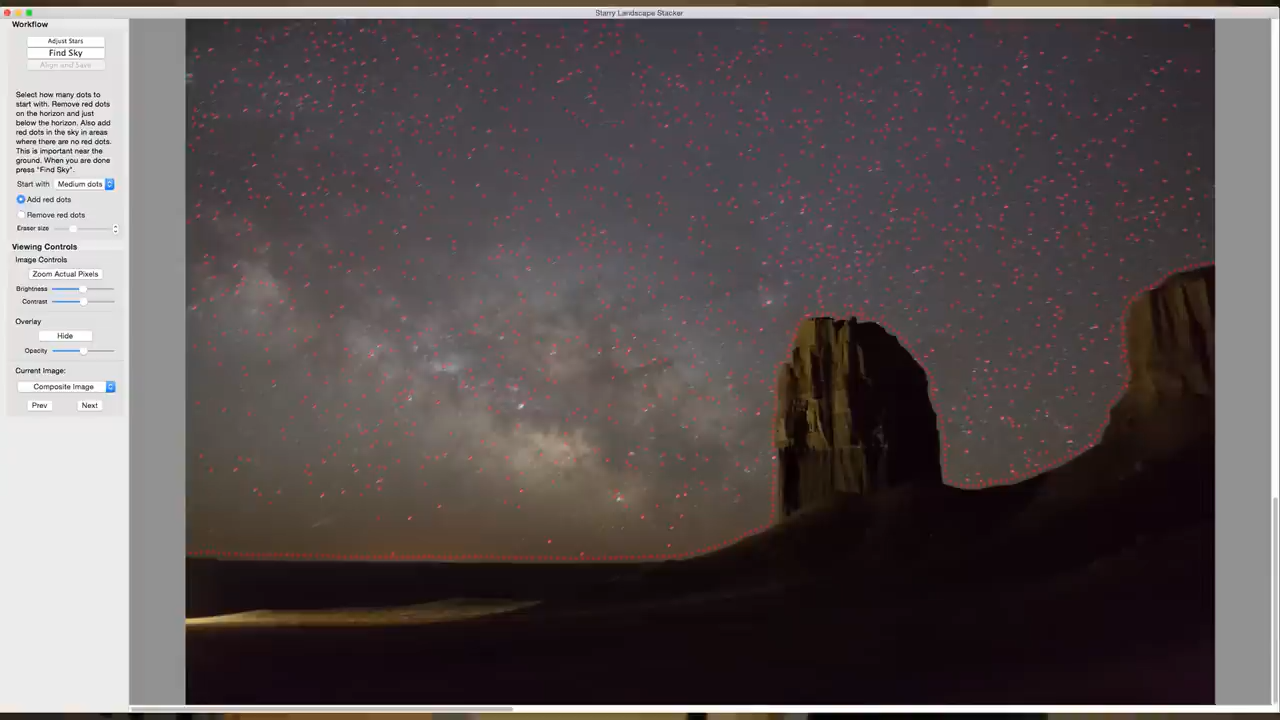 Starry Landscape Stacker
Workflow
Adjust Stars
Find Sky
Align and Save
Select how many dots to
start with. Remove red dots
on the horizon and just
below the horizon. Also add
red dots in the sky in areas
where there are no red dots.
This is important near the
ground. When you are done
press "Find Sky".
Start with Medium dots
Add red dots
Remove red dots
Eraser size
Viewing Controls
Image Controls
Zoom Actual Pixels
Brightness
Contrast
Overlay
Hide
Opacity
Current Image:
Composite Image
Prev Next